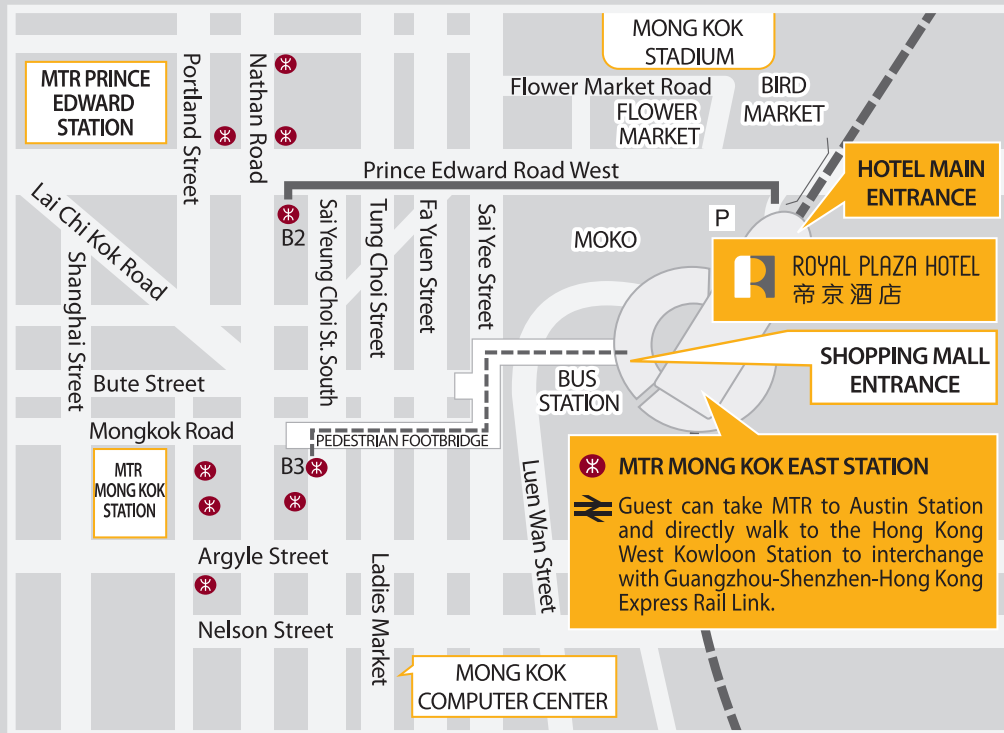 MONG KOK
STADIUM
MTR PRINCE
EDWARD
STATION
Portland Street
Nathan Road
Flower Market Road
FLOWER
MARKET
BIRD
MARKET
Prince Edward Road West
HOTEL MAIN
ENTRANCE
Lai Chi Kok Road
B2
Sai Yeung Choi St. South
Tung Choi Street
Fa Yuen Street
Sai Yee Street
MOKO
P
ROYAL PLAZA HOTEL
帝京酒店
Shanghai Street
SHOPPING MALL
ENTRANCE
Bute Street
BUS
STATION
Mongkok Road
PEDESTRIAN FOOTBRIDGE
B3
MTR
MONG KOK
STATION
Luen Wan Street
MTR MONG KOK EAST STATION
Guest can take MTR to Austin Station
and directly walk to the Hong Kong
West Kowloon Station to interchange
with Guangzhou-Shenzhen-Hong Kong
Express Rail Link.
Argyle Street
Ladies Market
Nelson Street
MONG KOK
COMPUTER CENTER